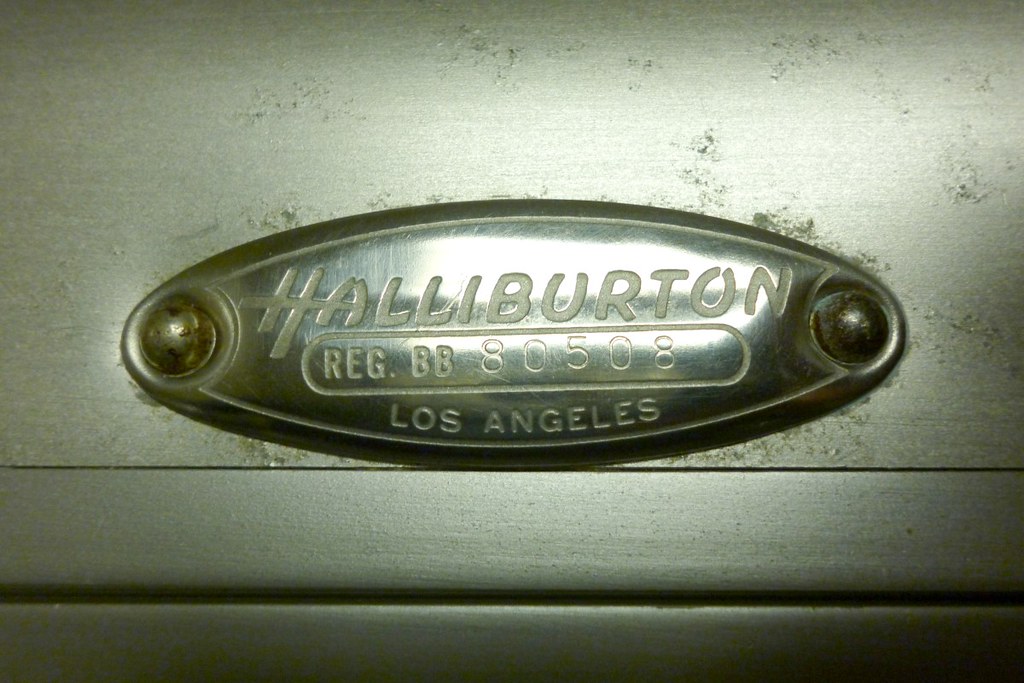 HALLIBURTON
REG. BB 80508
LOS ANGELES